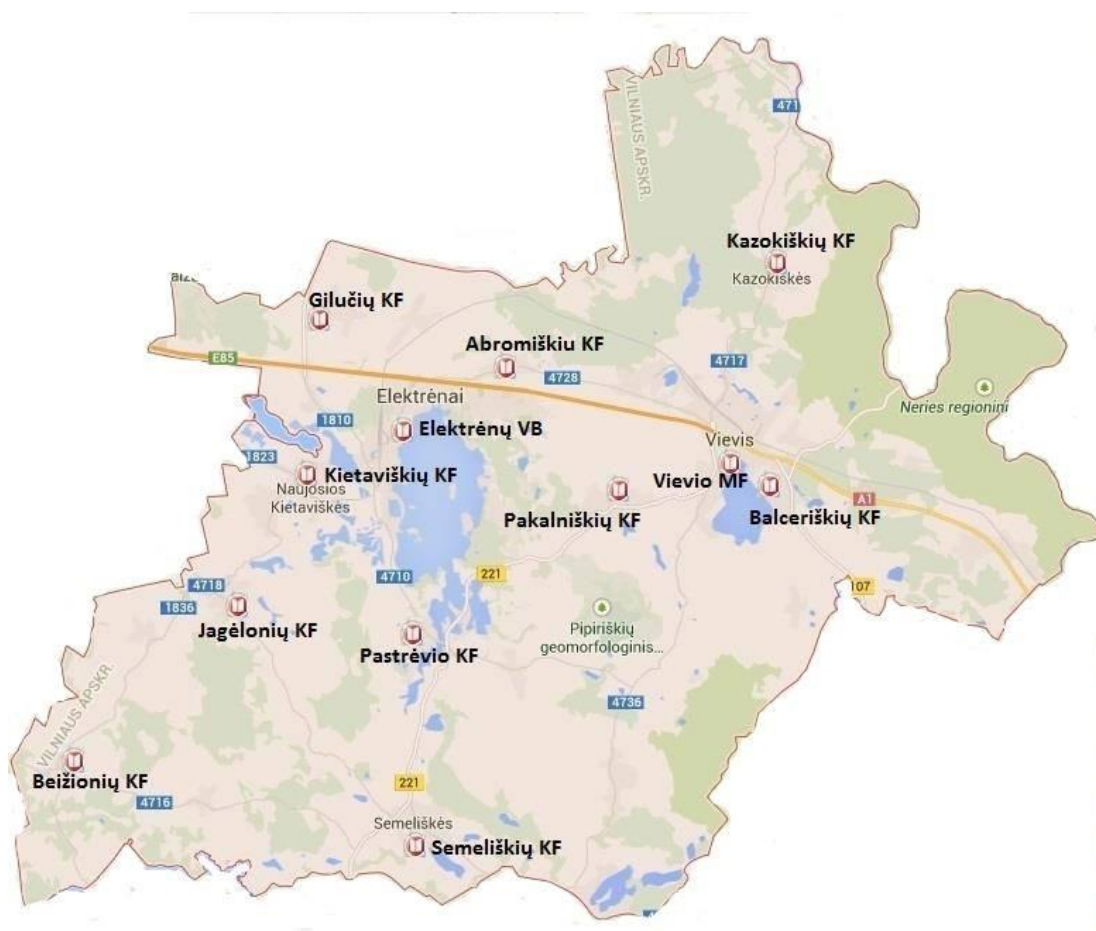 VILNIAUS APSKR.
471
Kazokiškių KF
Kazokiškės
Gilučių KF
Abromiškiu KF
E85
4728
4717
Elektrėnai
Neries regionini
1810
Elektrėnų VB
Vievis
1823
Kietaviškių KF
Naujosios
Kietaviškės
Vievio MF
Pakalniškių KF
Balceriškių KF
A1
4710
221
4718
107
1836
Jagėlonių KF
Pipiriškių
geomorfologinis...
Pastrėvio KF
VILNIAUS APSKR.
4736
Beižionių KF
221
4716
Semeliškės
Semeliškių KF